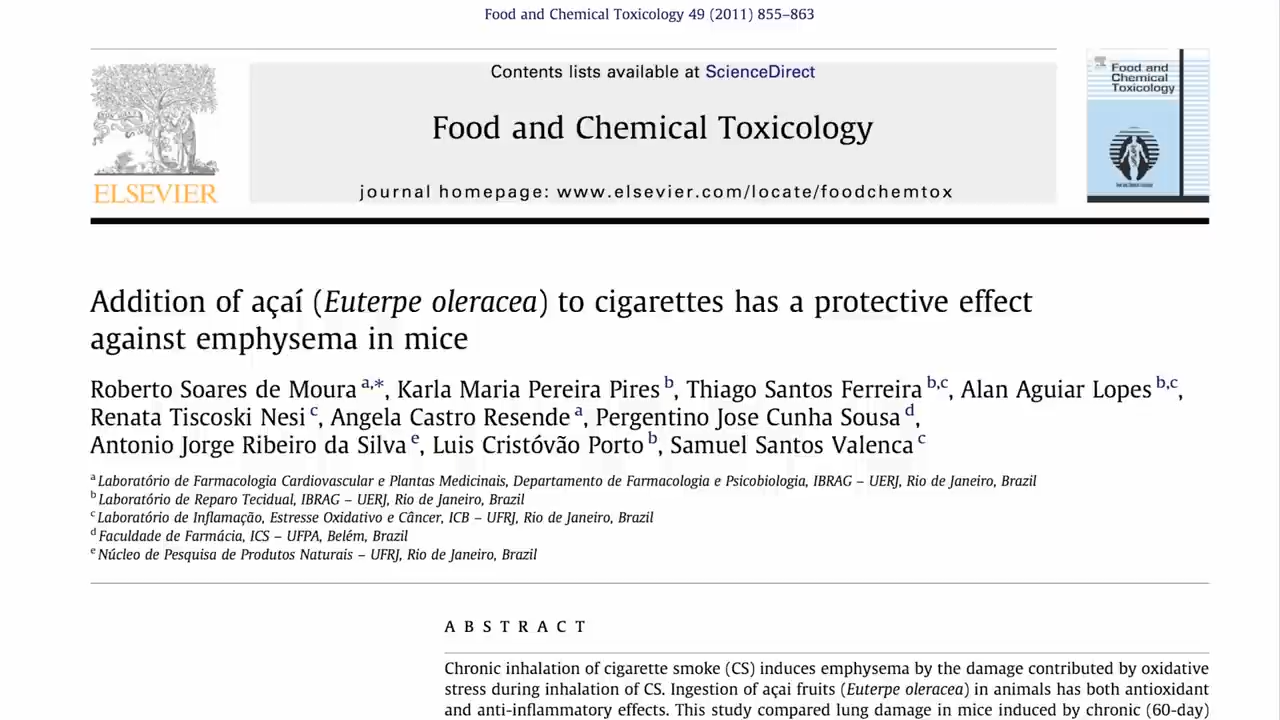 Food and Chemical Toxicology 49 (2011) 855–863
Contents lists available at ScienceDirect
Food and Chemical Toxicology
journal homepage: www.elsevier.com/locate/foodchemtox
ELSEVIER
Food and
Chemical
Toxicology
Addition of açaí (Euterpe oleracea) to cigarettes has a protective effect
against emphysema in mice
Roberto Soares de Moura a,*, Karla Maria Pereira Pires b, Thiago Santos Ferreira b,c, Alan Aguiar Lopes b,c,
Renata Tiscoski Nesi c, Angela Castro Resende a, Pergentino Jose Cunha Sousa d,
Antonio Jorge Ribeiro da Silva e, Luis Cristóvão Porto b, Samuel Santos Valenca c
a Laboratório de Farmacologia Cardiovascular e Plantas Medicinais, Departamento de Farmacologia e Psicobiologia, IBRAG – UERJ, Rio de Janeiro, Brazil
b Laboratório de Reparo Tecidual, IBRAG – UERJ, Rio de Janeiro, Brazil
c Laboratório de Inflamação, Estresse Oxidativo e Câncer, ICB – UFRJ, Rio de Janeiro, Brazil
d Faculdade de Farmácia, ICS – UFPA, Belém, Brazil
e Núcleo de Pesquisa de Produtos Naturais – UFRJ, Rio de Janeiro, Brazil
ABSTRACT
Chronic inhalation of cigarette smoke (CS) induces emphysema by the damage contributed by oxidative
stress during inhalation of CS. Ingestion of açai fruits (Euterpe oleracea) in animals has both antioxidant
and anti-inflammatory effects. This study compared lung damage in mice induced by chronic (60-day)